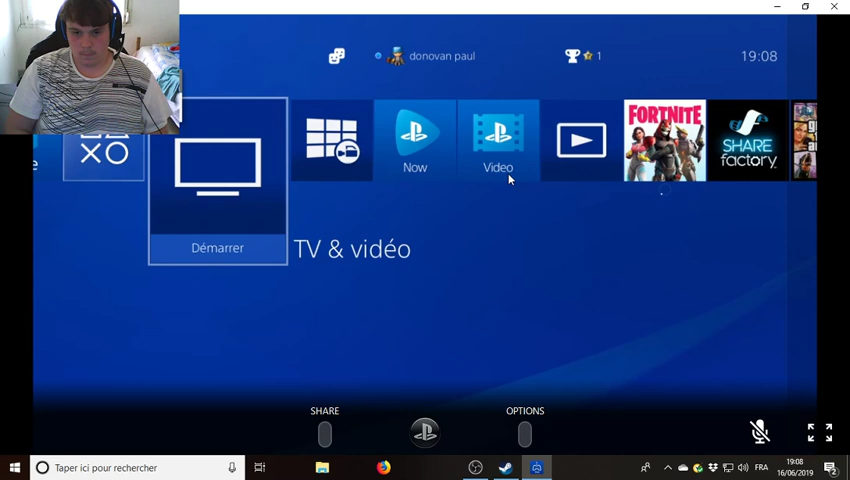 donovan paul
1
19:08
e
Now
Video
FORTNITE
SHARE
factory
Démarrer
TV & vidéo
SHARE
OPTIONS
Taper ici pour rechercher
FRA
19:08
16/06/2019
2